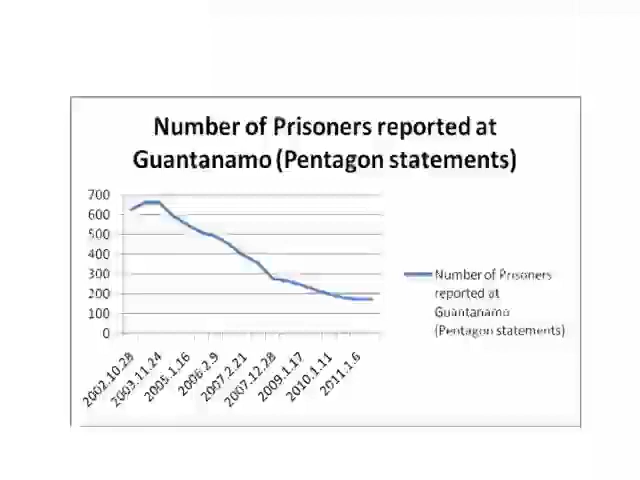 Number of Prisoners reported at
Guantanamo (Pentagon statements)
700
600
500
400
300
200
100
0
2002.10.28
2003.11.24
2005.1.16
2006.2.9
2007.2.21
2007.12.28
2009.1.17
2010.1.11
2011.1.6
Number of Prisoners
reported at
Guantanamo
(Pentagon statements)